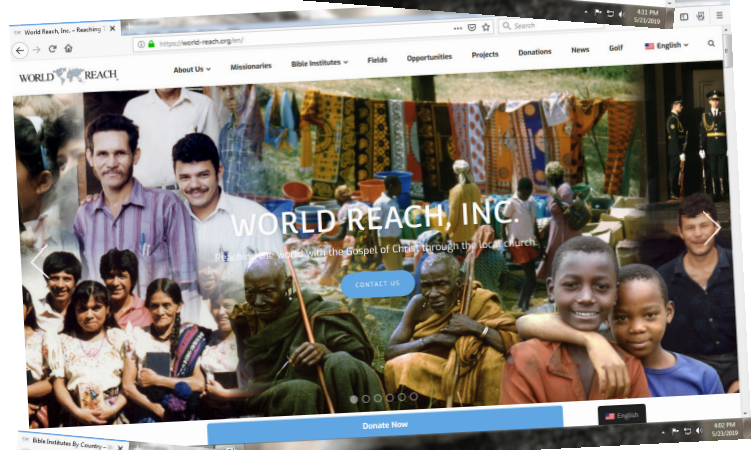 4:11 PM
5/23/2019
World Reach, Inc. – Reaching
https://world-reach.org/en/
Search
WORLD REACH
About Us
Missionaries
Bible Institutes
Fields
Opportunities
Projects
Donations
News
Golf
English
WORLD REACH, INC.
Reaching the world with the Gospel of Christ through the local church.
CONTACT US
Donate Now
English
4:02 PM
5/23/2019
Bible Institutes By Country –